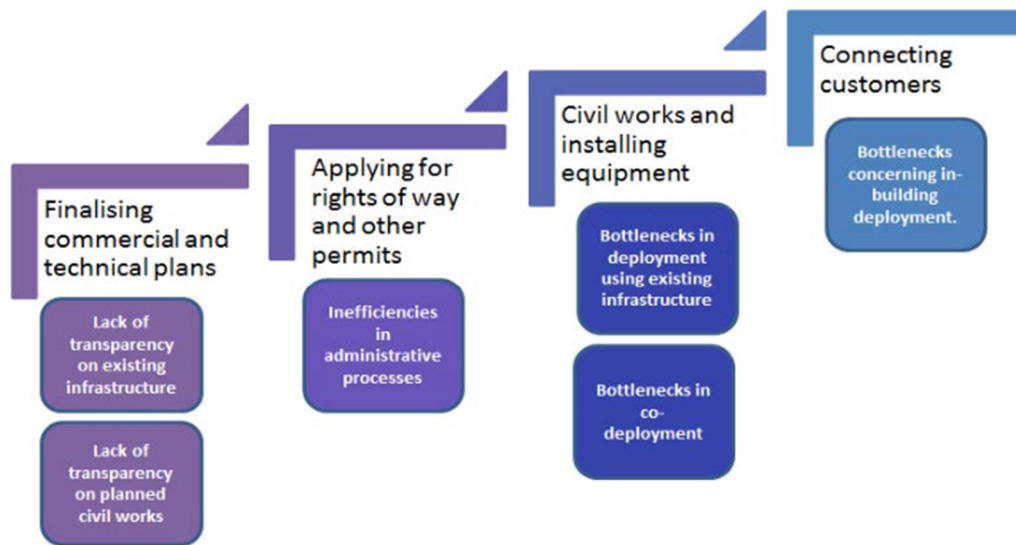 Finalising
commercial and
technical plans
Lack of
transparency
on existing
infrastructure
Lack of
transparency
on planned
civil works
Applying for
rights of way
and other
permits
Inefficiencies
in
administrative
processes
Civil works and
installing
equipment
Bottlenecks in
deployment
using existing
infrastructure
Bottlenecks in
co-
deployment
Connecting
customers
Bottlenecks
concerning in-
building
deployment.